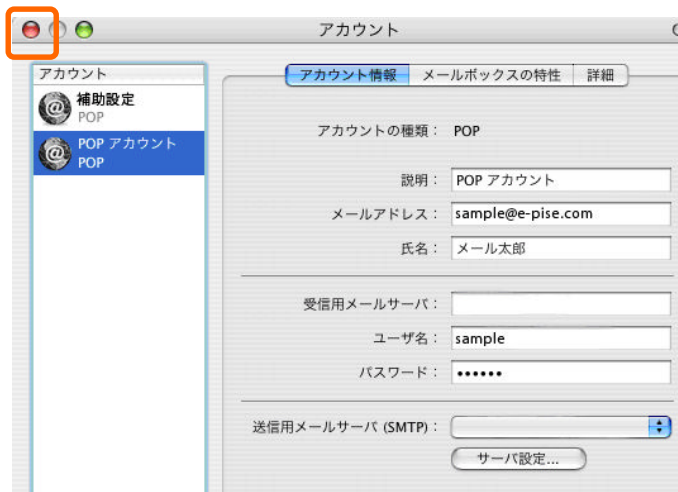 アカウント
アカウント
補助設定
POP
POP アカウント
POP
アカウント情報 メールボックスの特性 詳細
アカウントの種類： POP
説明： POP アカウント
メールアドレス： sample@e-pise.com
氏名： メール太郎
受信用メールサーバ：
ユーザ名： sample
パスワード： ••••••
送信用メールサーバ (SMTP)：
サーバ設定...